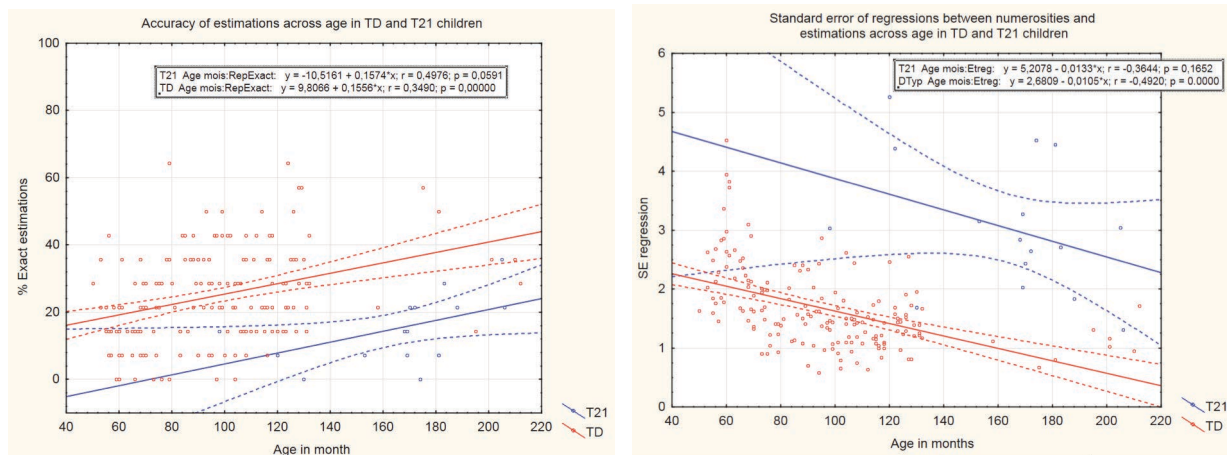 Accuracy of estimations across age in TD and T21 children
T21 Age mois:RepExact: y = -10,5161 + 0,1574*x; r = 0,4976; p = 0,0591
TD Age mois:RepExact: y = 9,8066 + 0,1556*x; r = 0,3490; p = 0,00000
% Exact estimations
100
80
60
40
20
0
40 60 80 100 120 140 160 180 200 220
Age in month
T21
TD
Standard error of regressions between numerosities and
estimations across age in TD and T21 children
T21 Age mois:Etreg: y = 5,2078 - 0,0133*x; r = -0,3644; p = 0,1652
DTyp Age mois:Etreg: y = 2,6809 - 0,0105*x; r = -0,4920; p = 0.0000
SE regression
6
5
4
3
2
1
0
40 60 80 100 120 140 160 180 200 220
Age in months
T21
TD